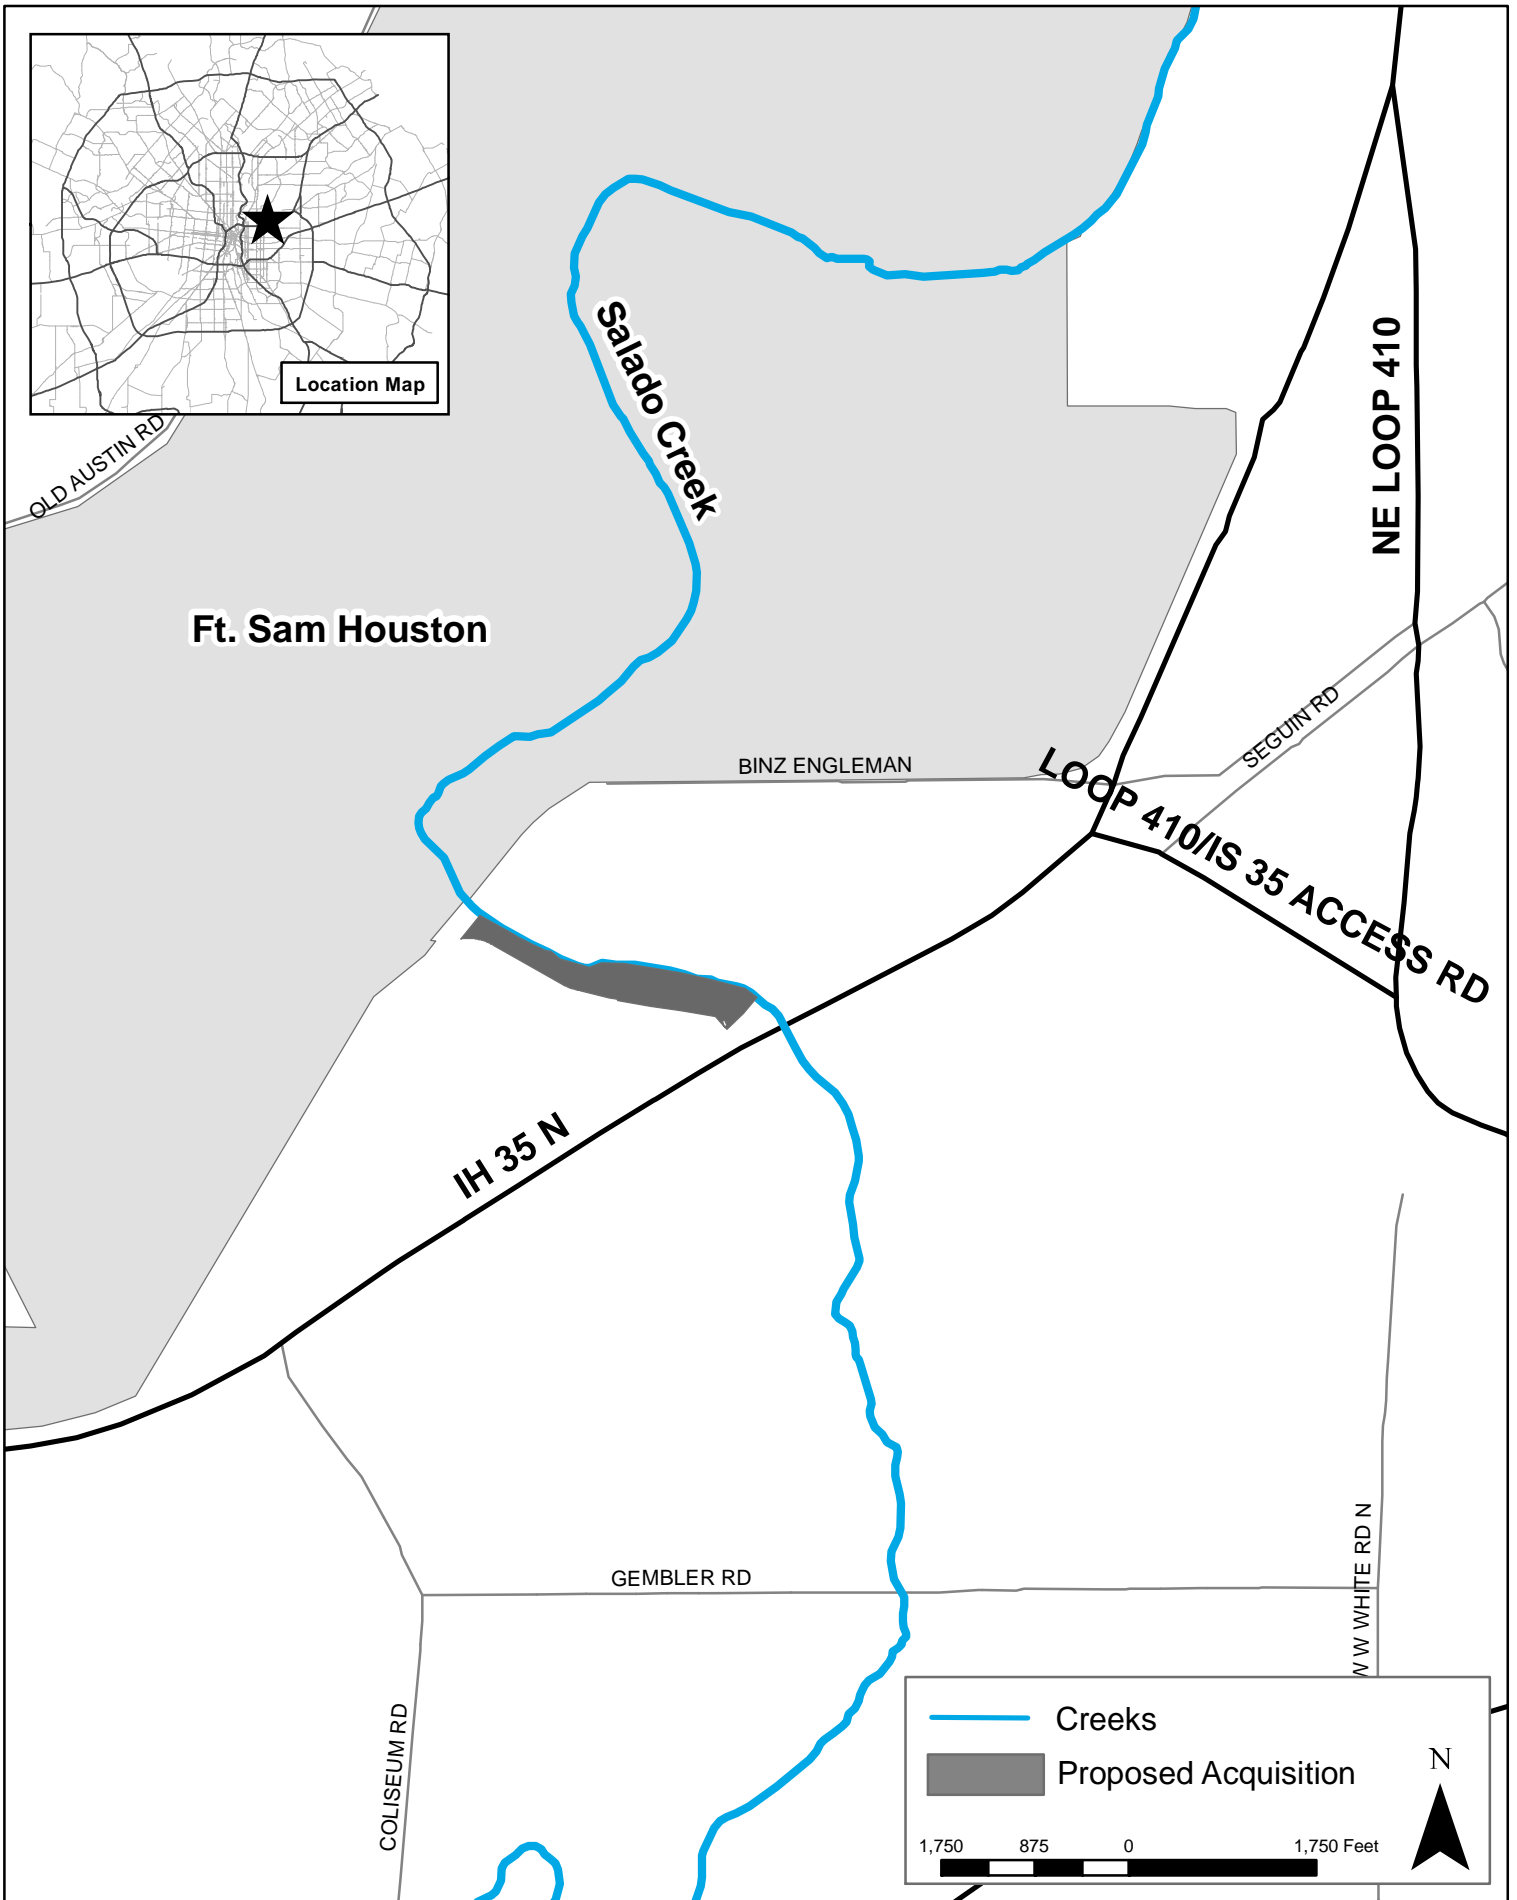 Location Map
OLD AUSTIN RD
Salado Creek
NE LOOP 410
Ft. Sam Houston
SEGUIN RD
BINZ ENGLEMAN
LOOP 410/IS 35 ACCESS RD
IH 35 N
GEMBLER RD
W W WHITE RD N
COLISEUM RD
Creeks
Proposed Acquisition
N
1,750 875 0 1,750 Feet